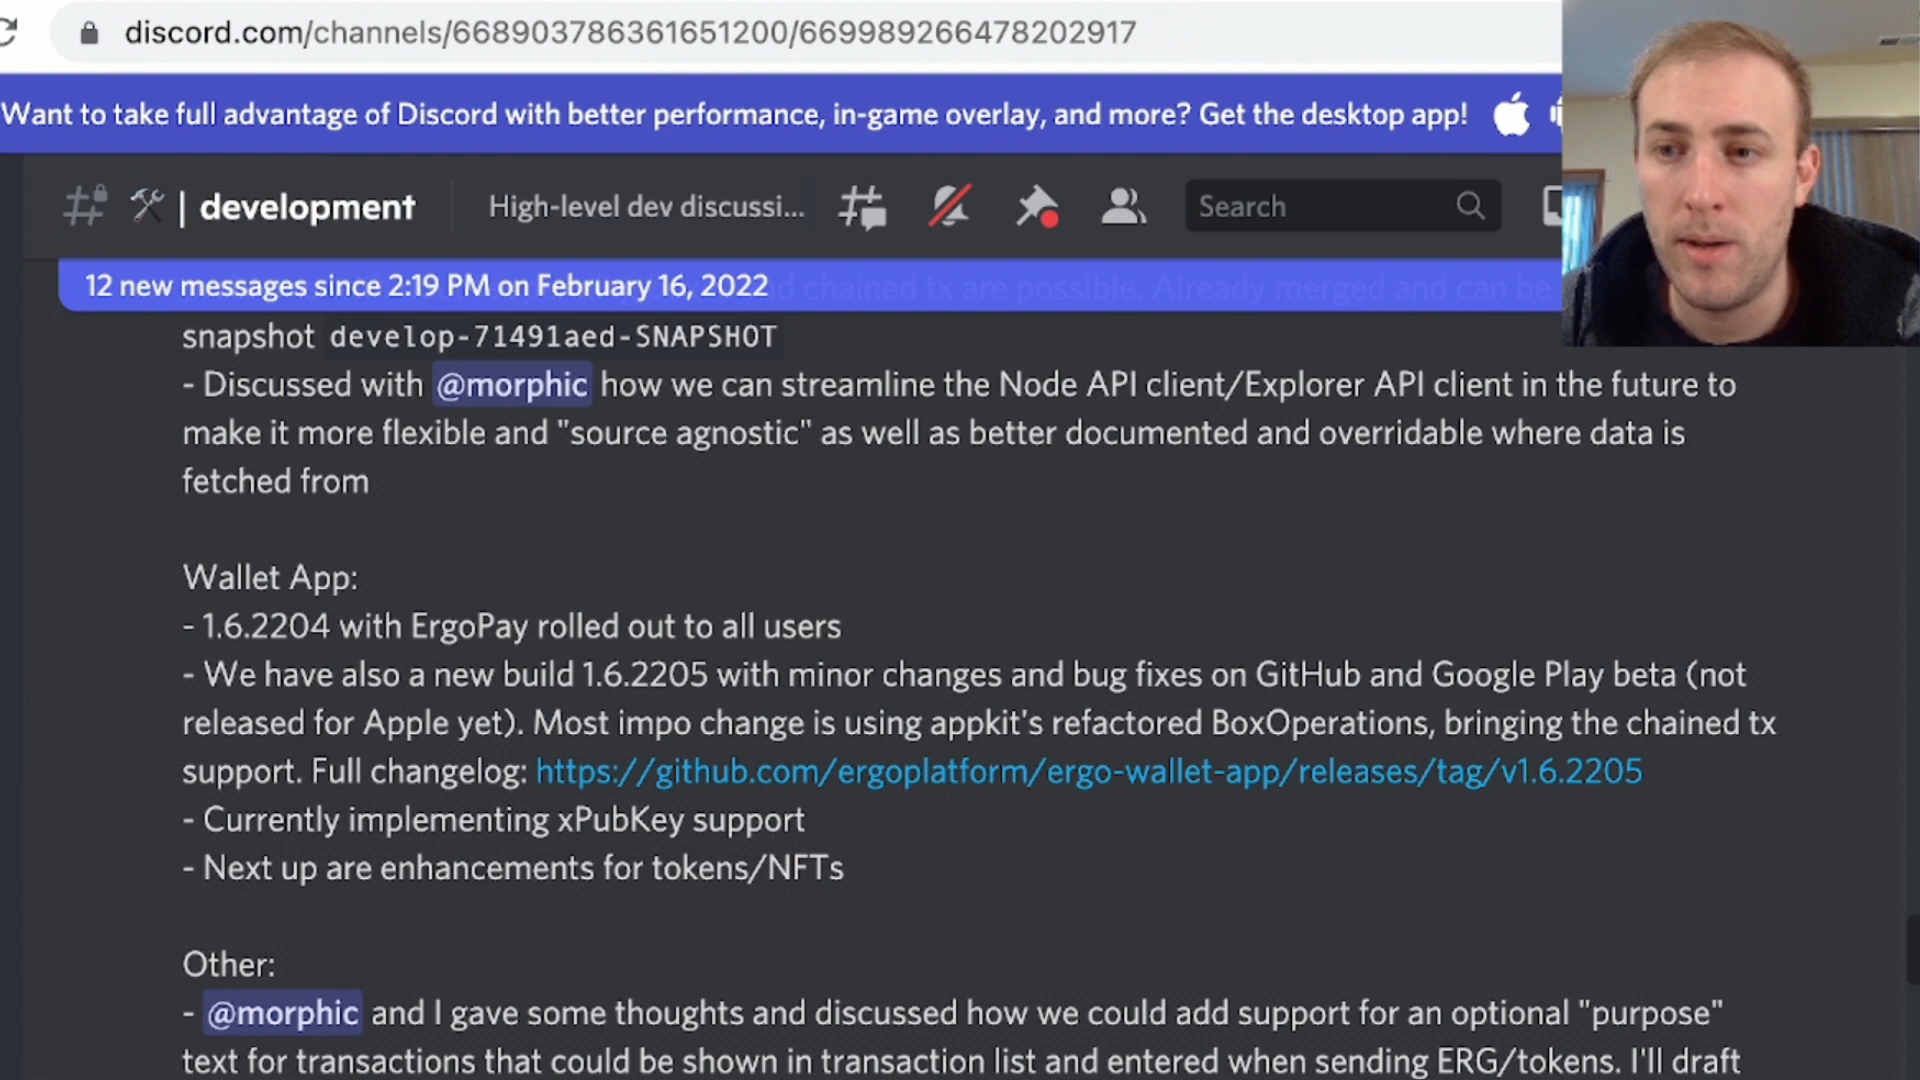 discord.com/channels/668903786361651200/669989266478202917
Want to take full advantage of Discord with better performance, in-game overlay, and more? Get the desktop app!
| development
High-level dev discussi...
Search
12 new messages since 2:19 PM on February 16, 2022
d chained tx are possible. Already merged and can be
snapshot develop-71491aed-SNAPSHOT
- Discussed with @morphic how we can streamline the Node API client/Explorer API client in the future to
make it more flexible and "source agnostic" as well as better documented and overridable where data is
fetched from
Wallet App:
- 1.6.2204 with ErgoPay rolled out to all users
- We have also a new build 1.6.2205 with minor changes and bug fixes on GitHub and Google Play beta (not
released for Apple yet). Most impo change is using appkit's refactored BoxOperations, bringing the chained tx
support. Full changelog: https://github.com/ergoplatform/ergo-wallet-app/releases/tag/v1.6.2205
- Currently implementing xPubKey support
- Next up are enhancements for tokens/NFTs
Other:
- @morphic and I gave some thoughts and discussed how we could add support for an optional "purpose"
text for transactions that could be shown in transaction list and entered when sending ERG/tokens. I'll draft